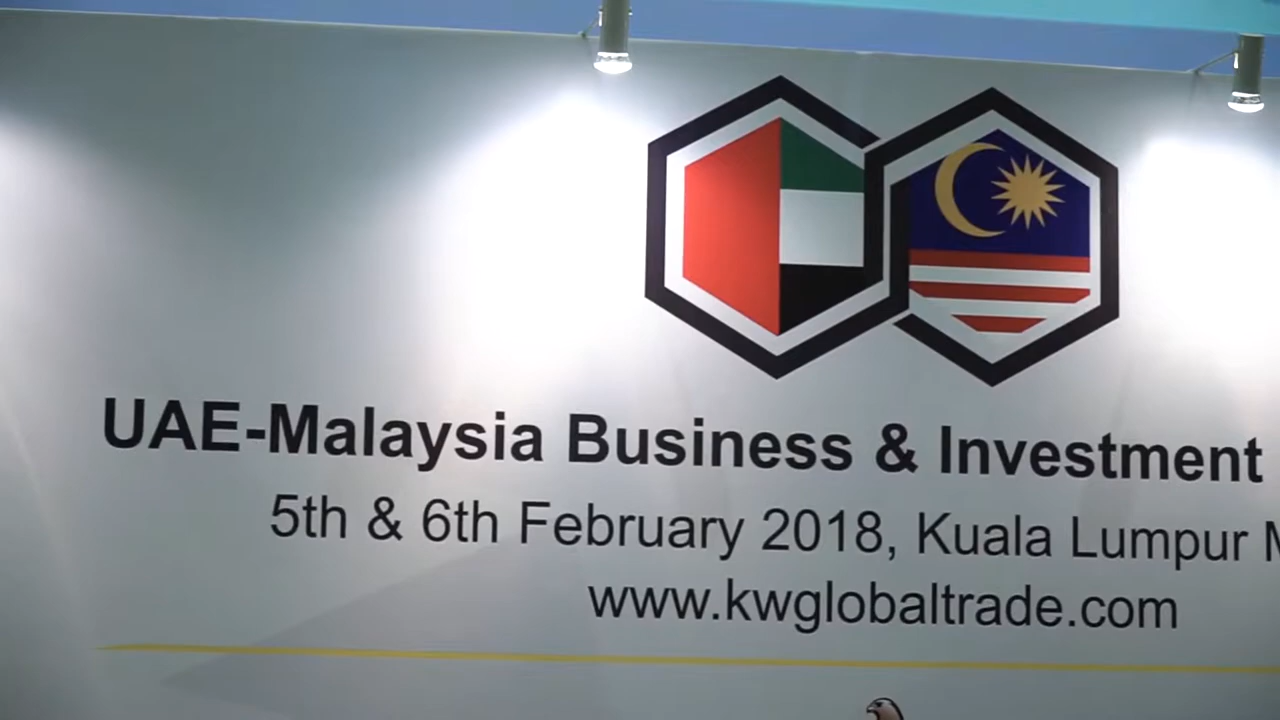 UAE-Malaysia Business & Investment
5th & 6th February 2018, Kuala Lumpur
www.kwglobaltrade.com